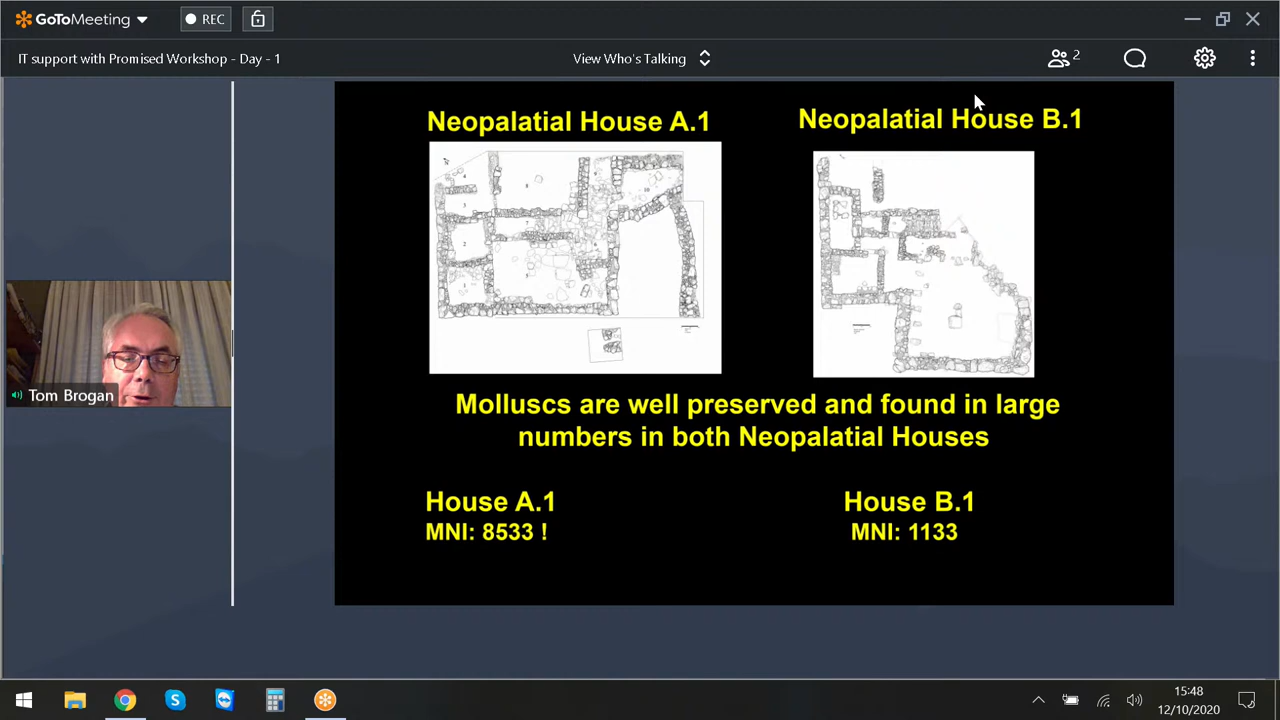 GoToMeeting
REC
IT support with Promised Workshop - Day - 1
View Who's Talking
2
Neopalatial House A.1
Neopalatial House B.1
Tom Brogan
Molluscs are well preserved and found in large
numbers in both Neopalatial Houses
House A.1
MNI: 8533 !
House B.1
MNI: 1133
15:48
12/10/2020